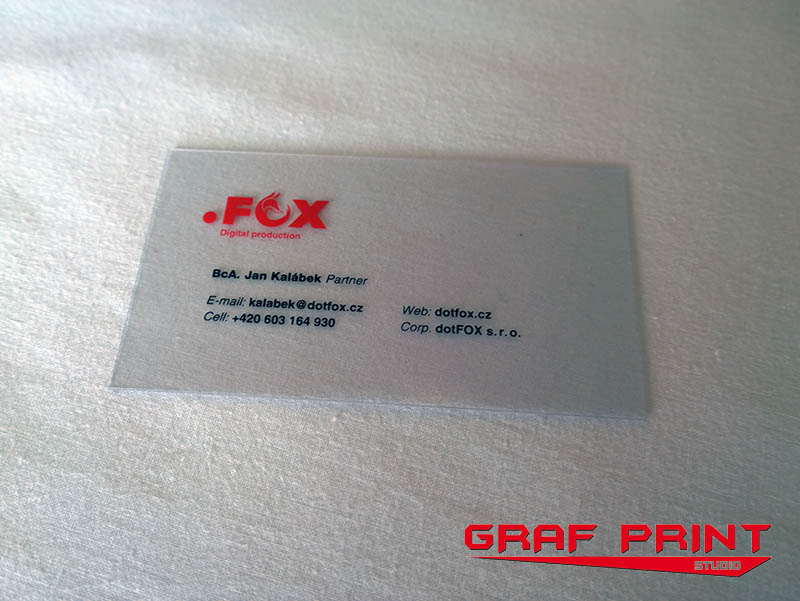 .FOX
Digital production
BcA. Jan Kalábek Partner
E-mail: kalabek@dotfox.cz
Cell: +420 603 164 930
Web: dotfox.cz
Corp. dotFOX s.r.o.
GRAF PRINT
STUDIO